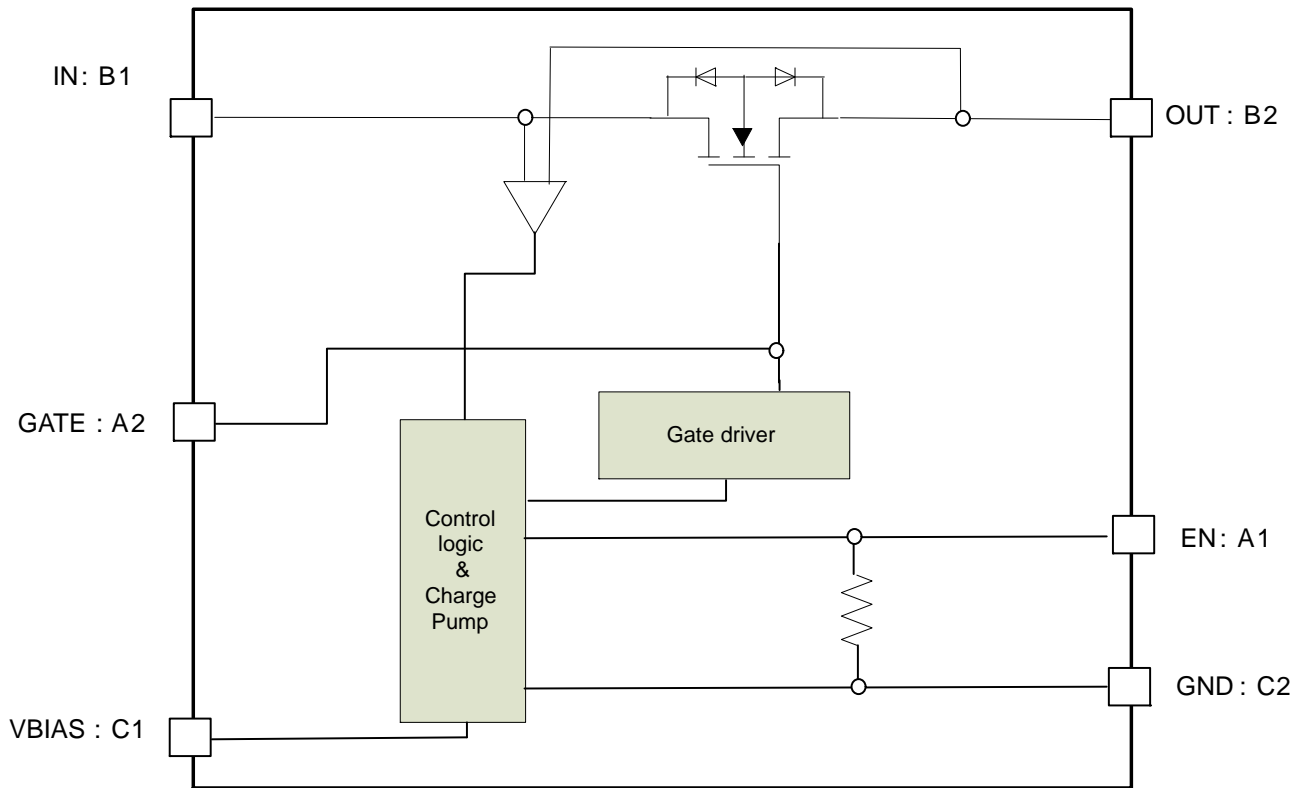 IN: B1
OUT : B2
GATE : A2
Gate driver
Control
logic
&
Charge
Pump
EN: A1
GND : C2
VBIAS : C1